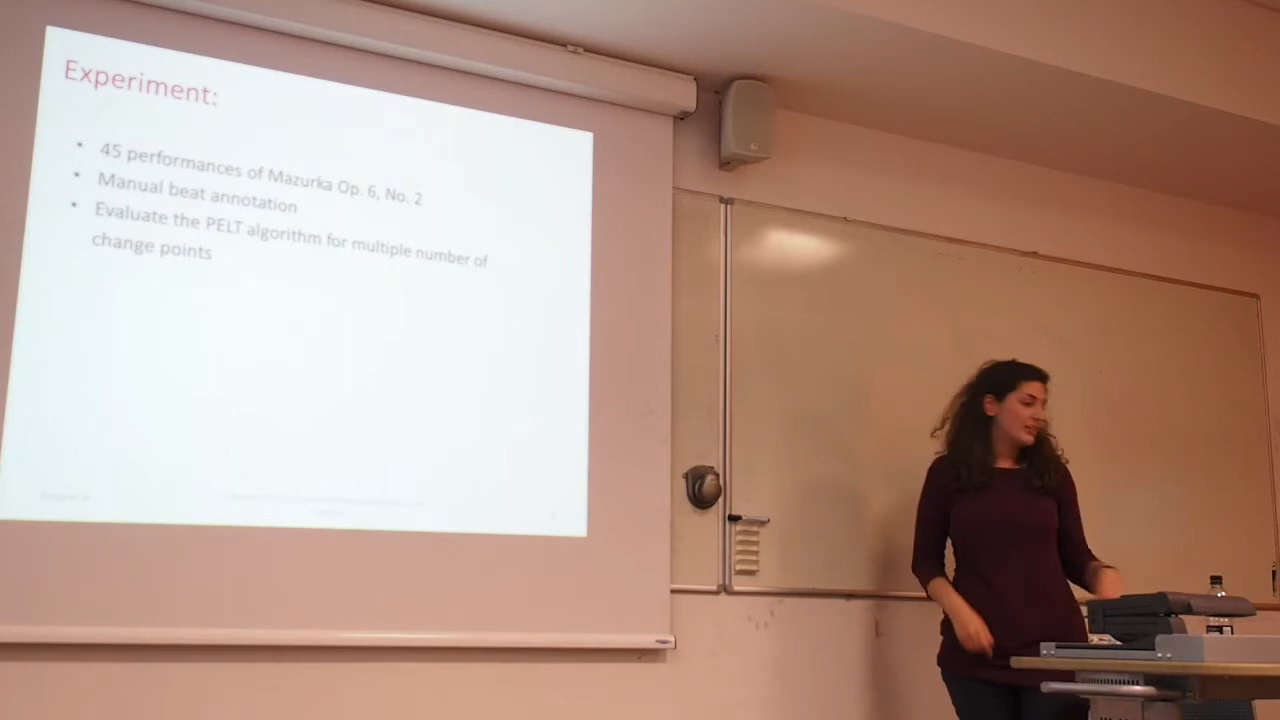 Experiment:
• 45 performances of Mazurka Op. 6, No. 2
• Manual beat annotation
• Evaluate the PELT algorithm for multiple number of
change points